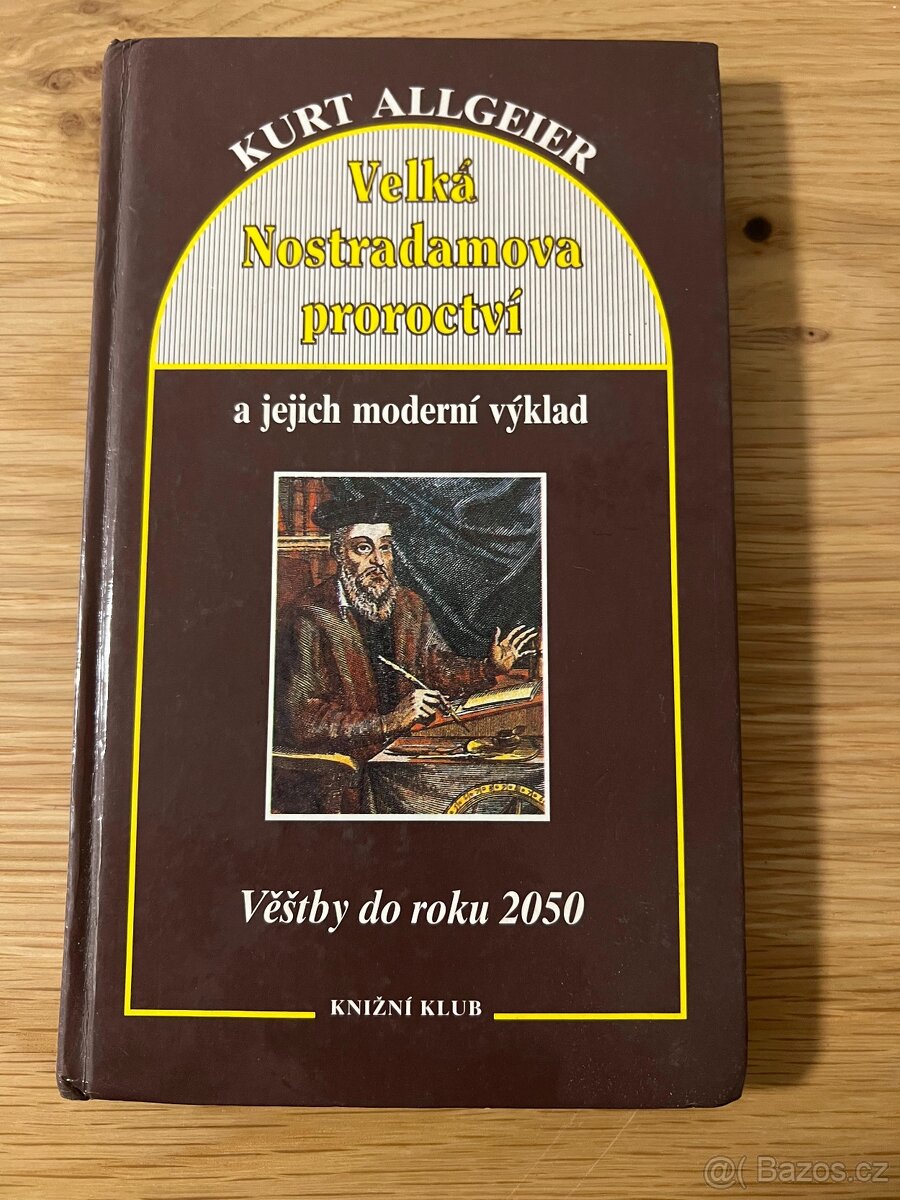 KURT ALLGEIER
Velká
Nostradamova
proroctví
a jejich moderní výklad
Věštby do roku 2050
KNIŽNÍ KLUB
@( Bazos.cz